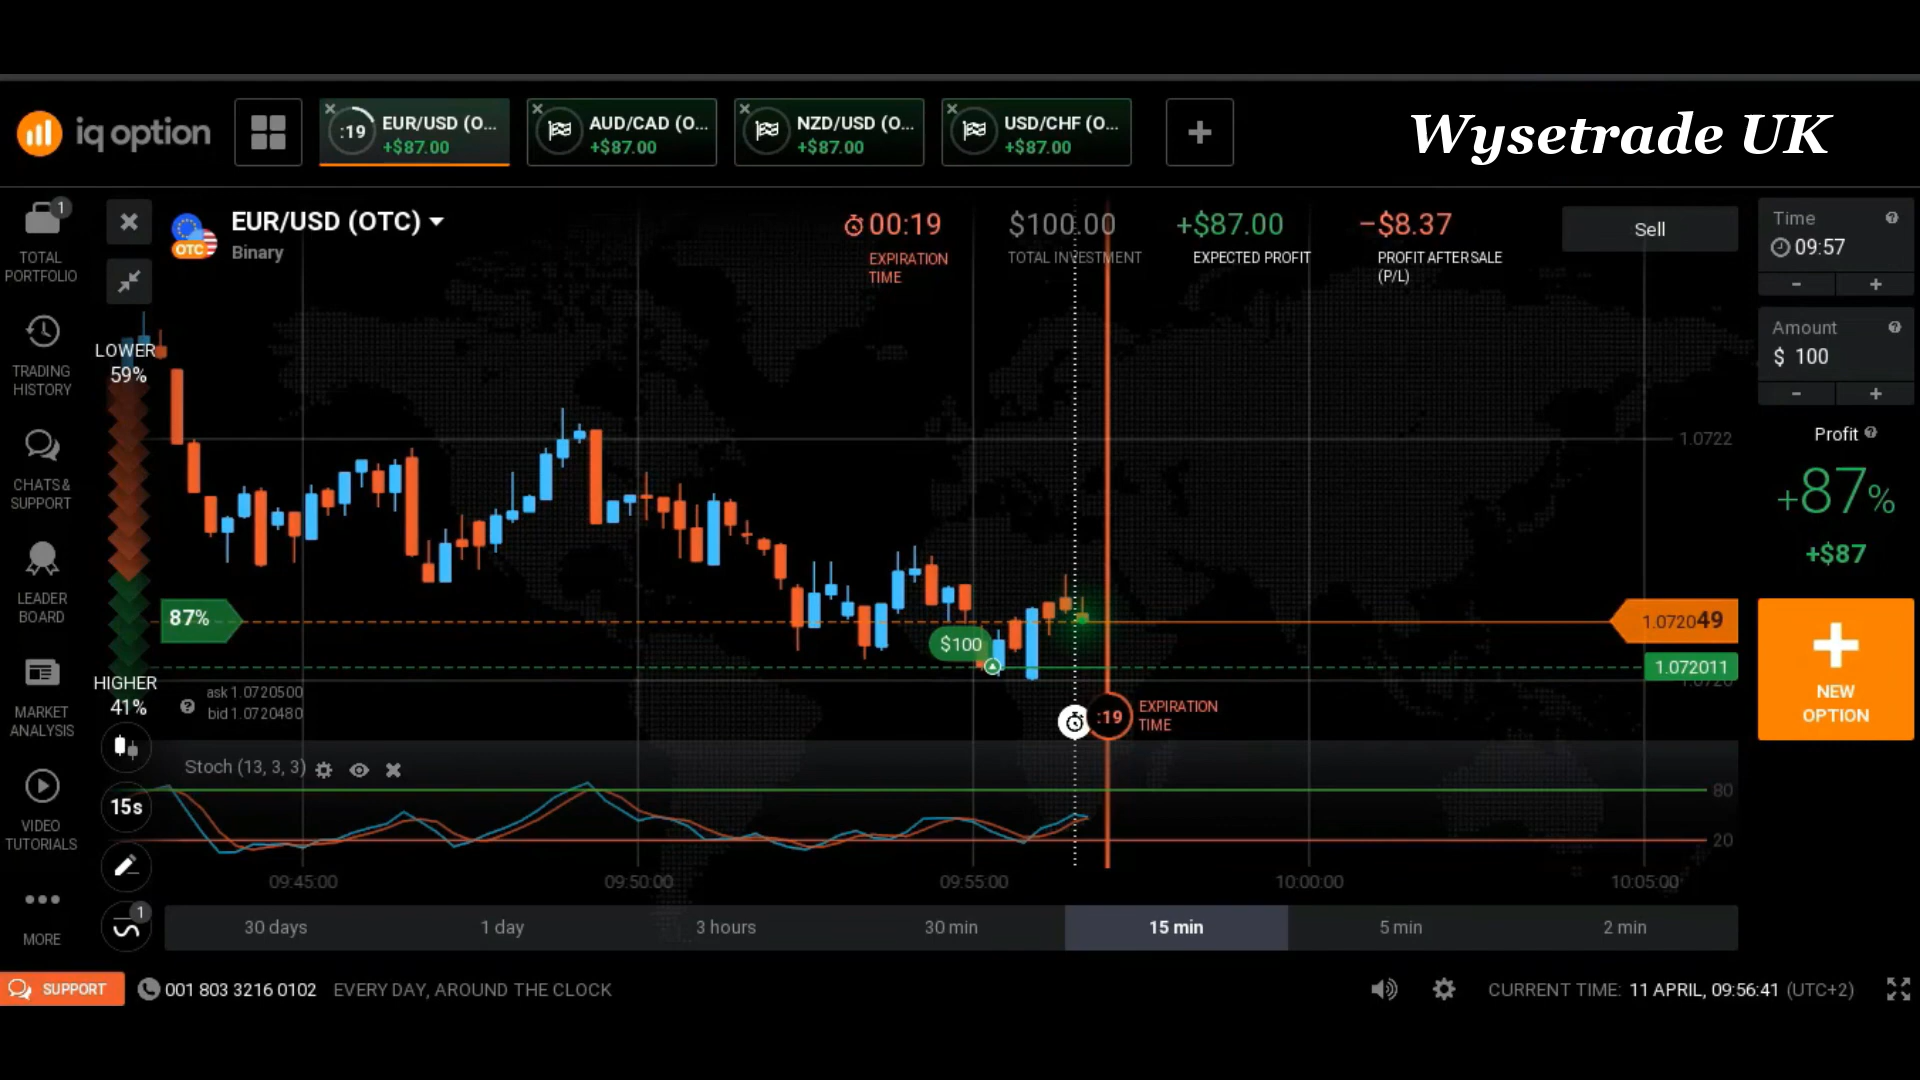 iq option
:19
EUR/USD (O...
+$87.00
AUD/CAD (O...
+$87.00
NZD/USD (O...
+$87.00
USD/CHF (O...
+$87.00
+
Wysetrade UK
1
TOTAL
PORTFOLIO
TRADING
HISTORY
CHATS &
SUPPORT
LEADER
BOARD
MARKET
ANALYSIS
VIDEO
TUTORIALS
MORE
OTC
EUR/USD (OTC)
Binary
00:19
EXPIRATION
TIME
$100.00
TOTAL INVESTMENT
+$87.00
EXPECTED PROFIT
−$8.37
PROFIT AFTER SALE
(P/L)
Sell
LOWER
59%
87%
HIGHER
41%
ask 1.0720500
bid 1.0720480
$100
1.0722
1.072049
1.072011
1.0720
:19
EXPIRATION
TIME
Stoch (13, 3, 3)
15s
80
20
1
09:45:00
09:50:00
09:55:00
10:00:00
10:05:00
30 days
1 day
3 hours
30 min
15 min
5 min
2 min
Time
09:57
- +
Amount
$ 100
- +
Profit
+87%
+$87
NEW
OPTION
SUPPORT
001 803 3216 0102
EVERY DAY, AROUND THE CLOCK
CURRENT TIME: 11 APRIL, 09:56:41 (UTC+2)